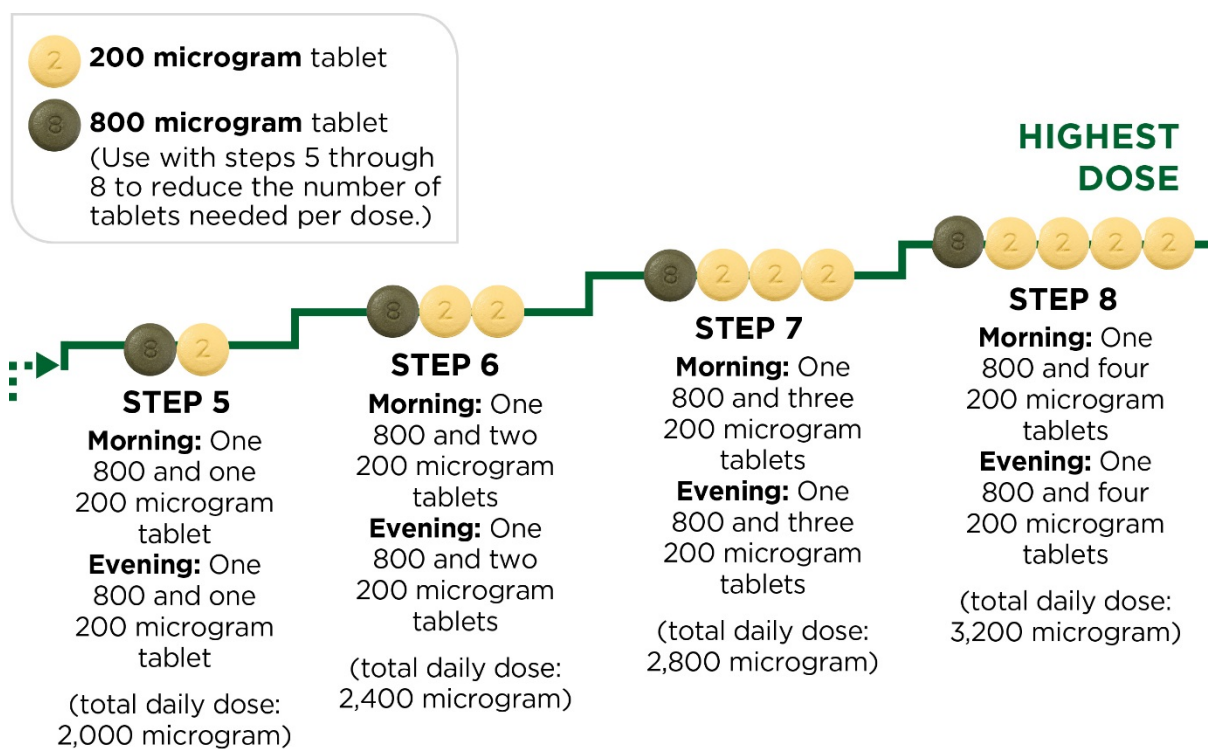 2 200 microgram tablet
8 800 microgram tablet
(Use with steps 5 through
8 to reduce the number of
tablets needed per dose.)
HIGHEST
DOSE
8 2
STEP 5
Morning: One
800 and one
200 microgram
tablet
Evening: One
800 and one
200 microgram
tablet
(total daily dose:
2,000 microgram)
8 2 2
STEP 6
Morning: One
800 and two
200 microgram
tablets
Evening: One
800 and two
200 microgram
tablets
(total daily dose:
2,400 microgram)
8 2 2 2
STEP 7
Morning: One
800 and three
200 microgram
tablets
Evening: One
800 and three
200 microgram
tablets
(total daily dose:
2,800 microgram)
8 2 2 2 2
STEP 8
Morning: One
800 and four
200 microgram
tablets
Evening: One
800 and four
200 microgram
tablets
(total daily dose:
3,200 microgram)